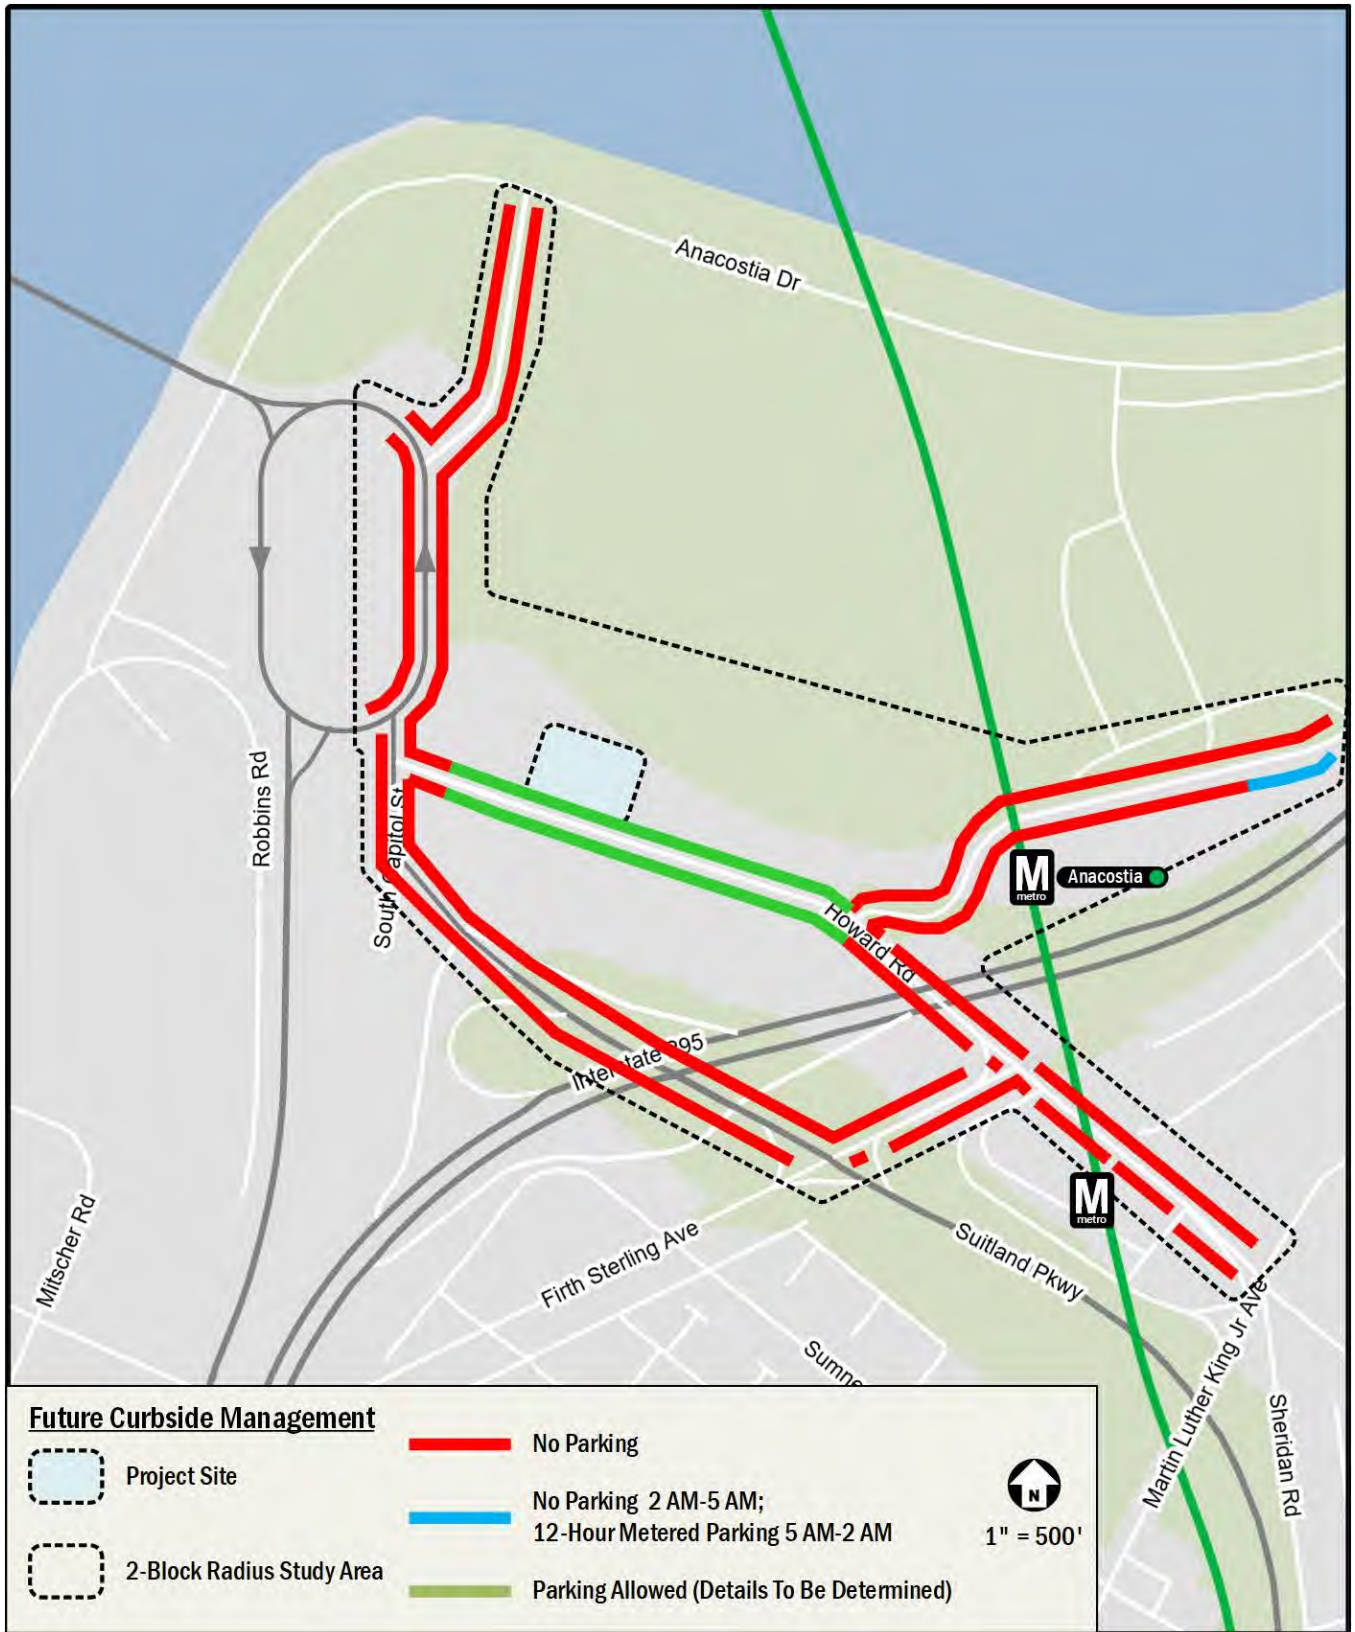 Anacostia Dr
Robbins Rd
South Capitol St
M
metro
Anacostia
Howard Rd
Interstate 295
M
metro
Mitscher Rd
Firth Sterling Ave
Suitland Pkwy
Sumne
Martin Luther King Jr Ave
Sheridan Rd
Future Curbside Management
Project Site
2-Block Radius Study Area
No Parking
No Parking 2 AM-5 AM;
12-Hour Metered Parking 5 AM-2 AM
Parking Allowed (Details To Be Determined)
N
1" = 500'